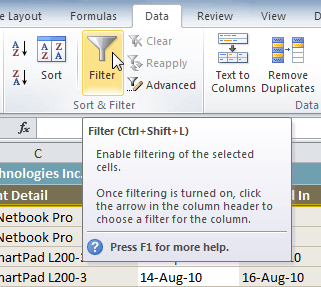 e Layout Formulas Data Review
A Z Z A Clear
Z A Sort Filter Reapply Text to Remove
Z A Advanced Columns Duplicates
Sort & Filter Data
fx
Filter (Ctrl+Shift+L)
C
Enable filtering of the selected
hnologies Inc.
cells.
nt Detail d In
Once filtering is turned on, click
Netbook Pro
the arrow in the column header to
Netbook Pro
choose a filter for the column.
martPad L200-3
Press F1 for more help.
martPad L200-3 14-Aug-10 16-Aug-10